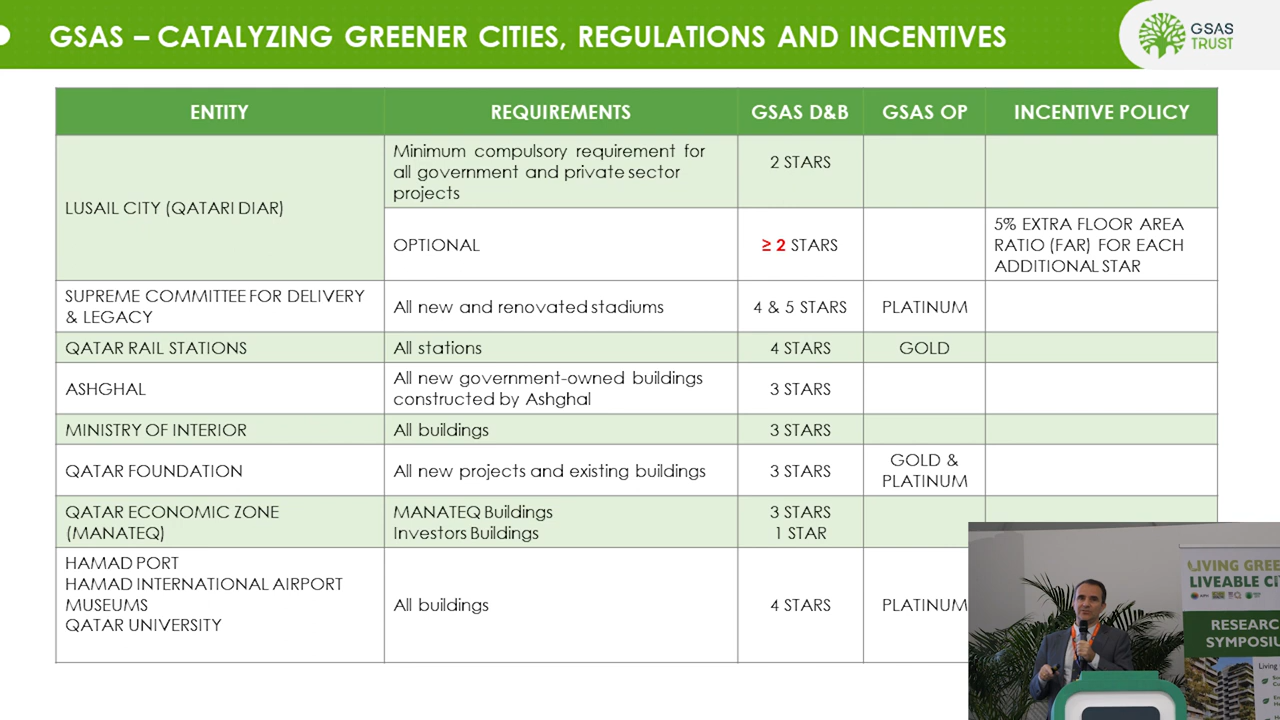 GSAS – CATALYZING GREENER CITIES, REGULATIONS AND INCENTIVES
GSAS
TRUST
ENTITY
REQUIREMENTS
GSAS D&B
GSAS OP
INCENTIVE POLICY
LUSAIL CITY (QATARI DIAR)
Minimum compulsory requirement for
all government and private sector
projects
2 STARS
OPTIONAL
≥ 2 STARS
5% EXTRA FLOOR AREA
RATIO (FAR) FOR EACH
ADDITIONAL STAR
SUPREME COMMITTEE FOR DELIVERY
& LEGACY
All new and renovated stadiums
4 & 5 STARS
PLATINUM
QATAR RAIL STATIONS
All stations
4 STARS
GOLD
ASHGHAL
All new government-owned buildings
constructed by Ashghal
3 STARS
MINISTRY OF INTERIOR
All buildings
3 STARS
QATAR FOUNDATION
All new projects and existing buildings
3 STARS
GOLD &
PLATINUM
QATAR ECONOMIC ZONE
(MANATEQ)
MANATEQ Buildings
Investors Buildings
3 STARS
1 STAR
HAMAD PORT
HAMAD INTERNATIONAL AIRPORT
MUSEUMS
QATAR UNIVERSITY
All buildings
4 STARS
PLATINUM
LIVING GREE
LIVEABLE CI
RESEARC
SYMPOSIU
Living